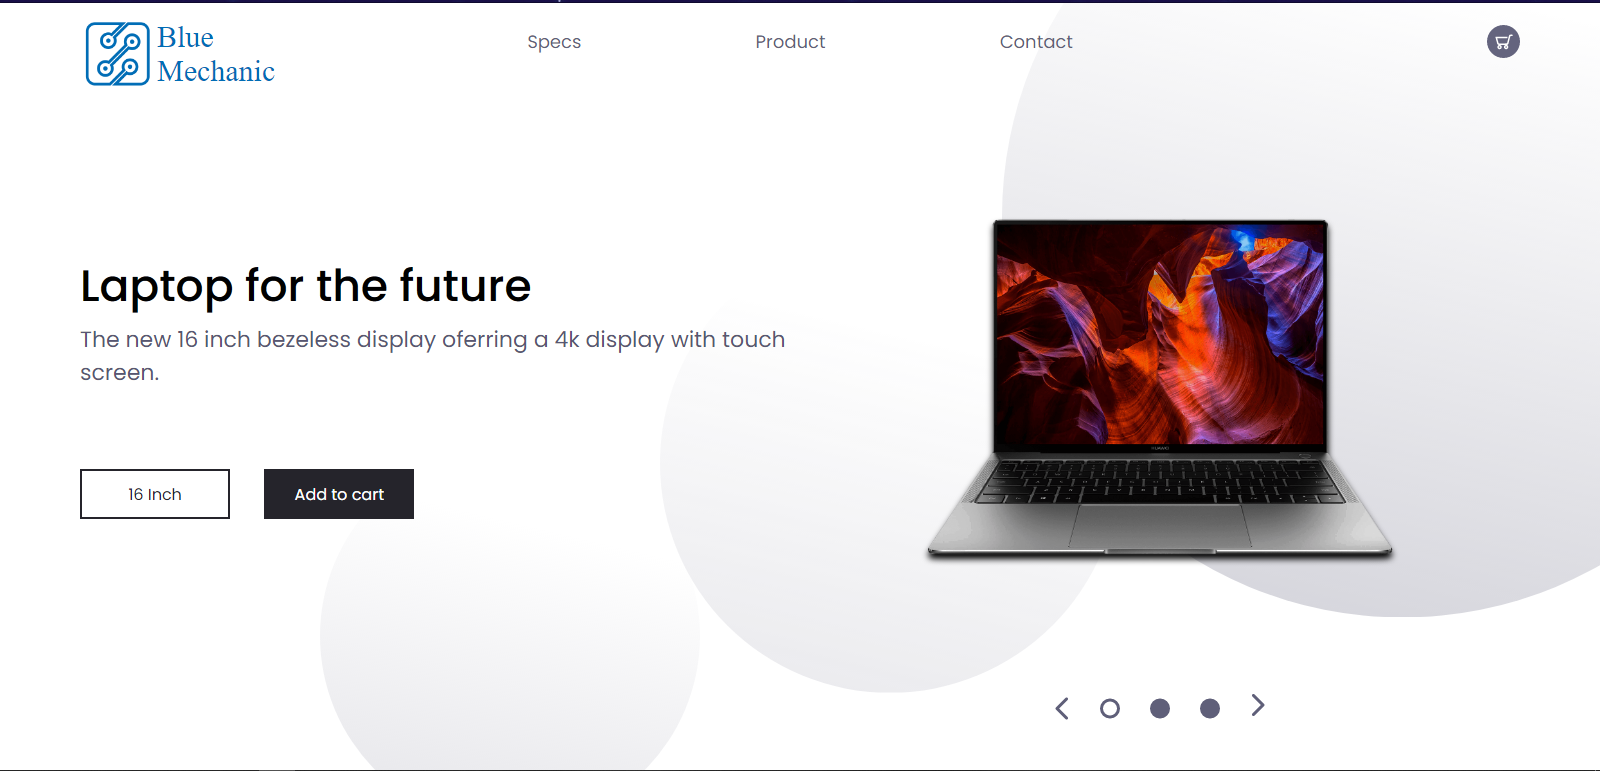 Blue
Mechanic
Specs
Product
Contact
Laptop for the future
The new 16 inch bezeless display oferring a 4k display with touch
screen.
16 Inch
Add to cart
HUAWEI